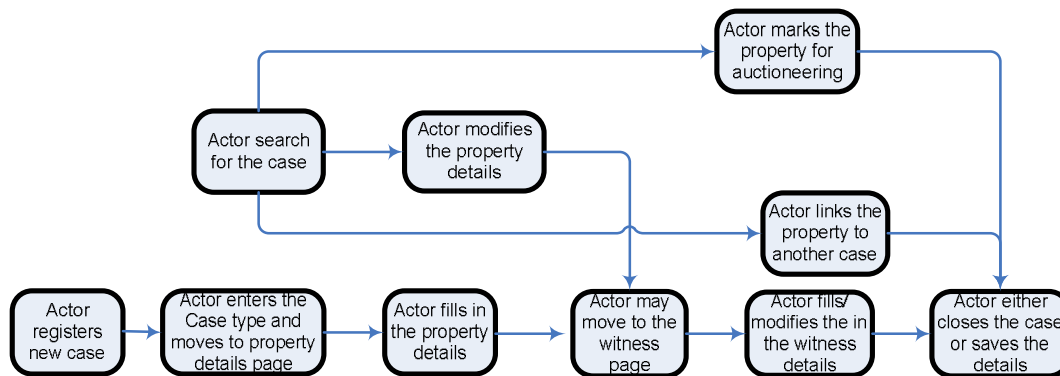 Actor marks the
property for
auctioneering
Actor search
for the case
Actor modifies
the property
details
Actor links the
property to
another case
Actor
registers
new case
Actor enters the
Case type and
moves to property
details page
Actor fills in
the property
details
Actor may
move to the
witness
page
Actor fills/
modifies the in
the witness
details
Actor either
closes the case
or saves the
details